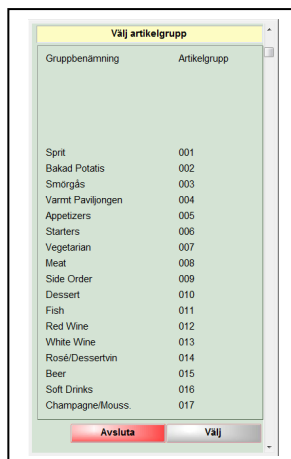 Välj artikelgrupp
Gruppbenämning Artikelgrupp
Sprit 001
Bakad Potatis 002
Smörgås 003
Varmt Paviljongen 004
Appetizers 005
Starters 006
Vegetarian 007
Meat 008
Side Order 009
Dessert 010
Fish 011
Red Wine 012
White Wine 013
Rosé/Dessertvin 014
Beer 015
Soft Drinks 016
Champagne/Mouss. 017
Avsluta Välj